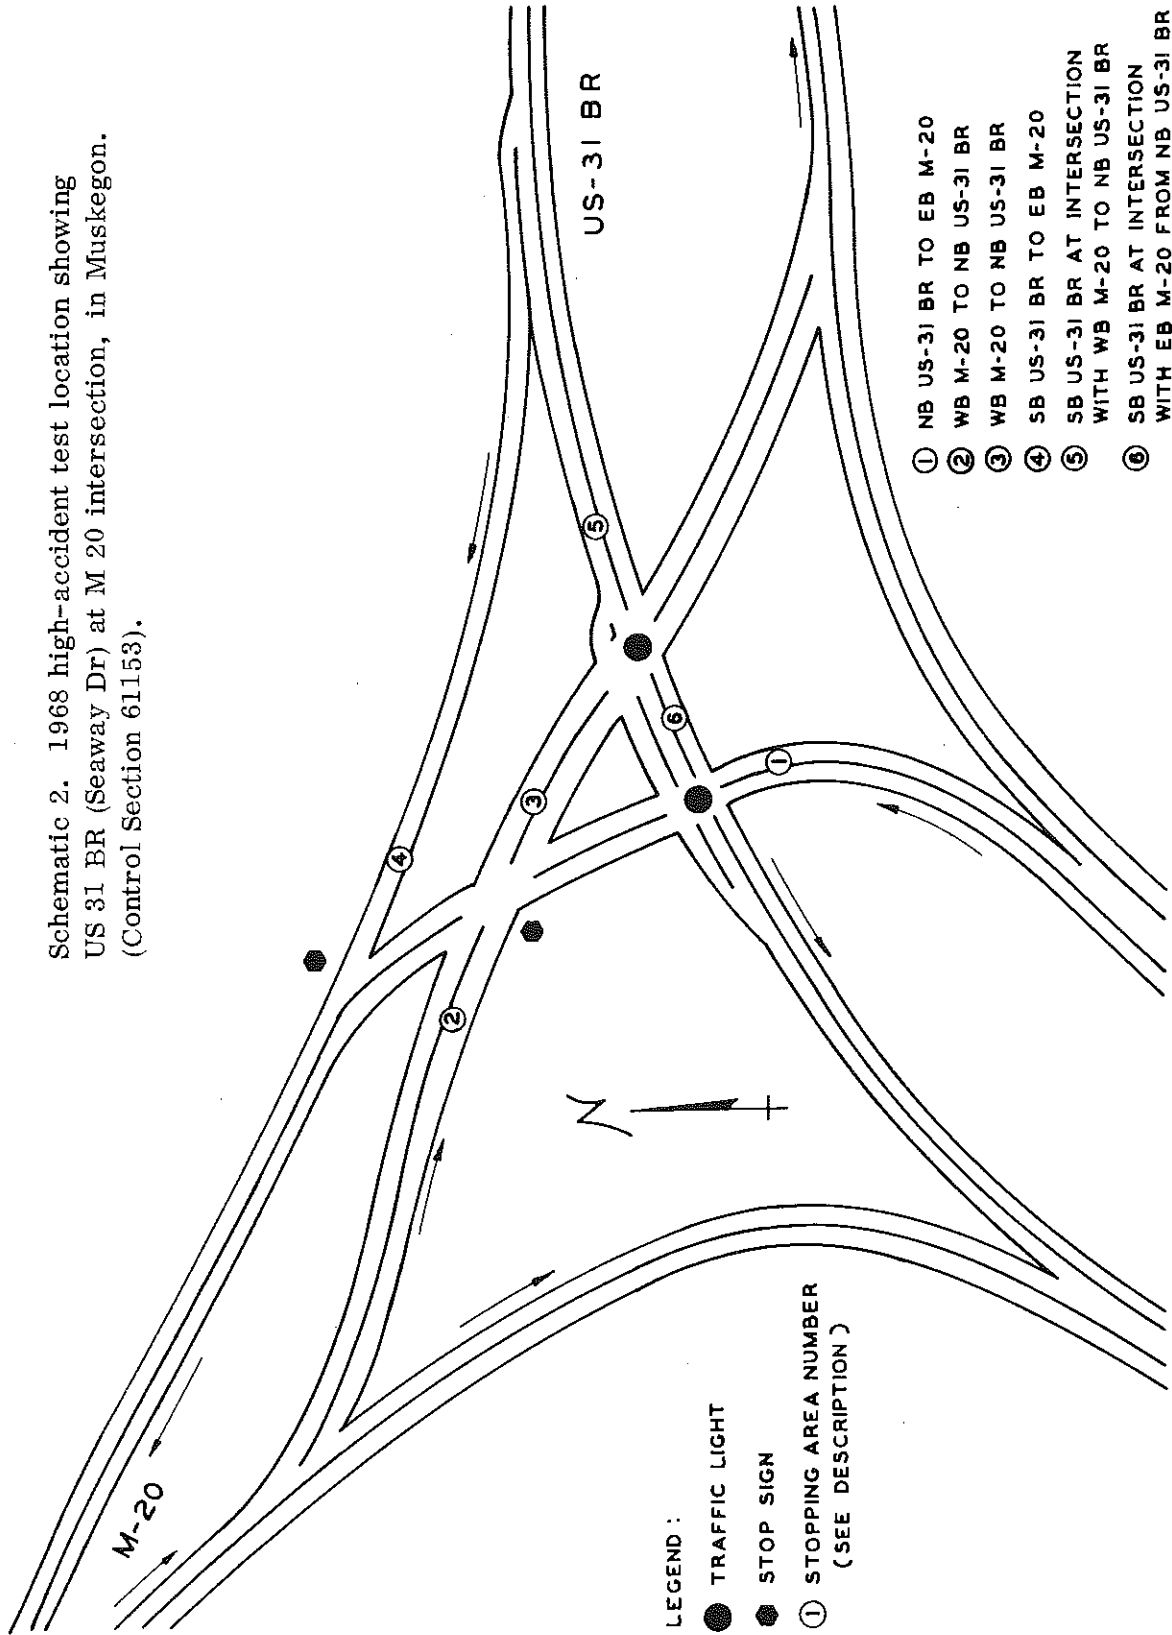 Schematic 2. 1968 high-accident test location showing
US 31 BR (Seaway Dr) at M 20 intersection, in Muskegon.
(Control Section 61153).
US-31 BR
M-20
N
1
2
3
4
5
6
LEGEND :
TRAFFIC LIGHT
STOP SIGN
1 STOPPING AREA NUMBER
(SEE DESCRIPTION)
1 NB US-31 BR TO EB M-20
2 WB M-20 TO NB US-31 BR
3 WB M-20 TO NB US-31 BR
4 SB US-31 BR TO EB M-20
5 SB US-31 BR AT INTERSECTION
WITH WB M-20 TO NB US-31 BR
6 SB US-31 BR AT INTERSECTION
WITH EB M-20 FROM NB US-31 BR